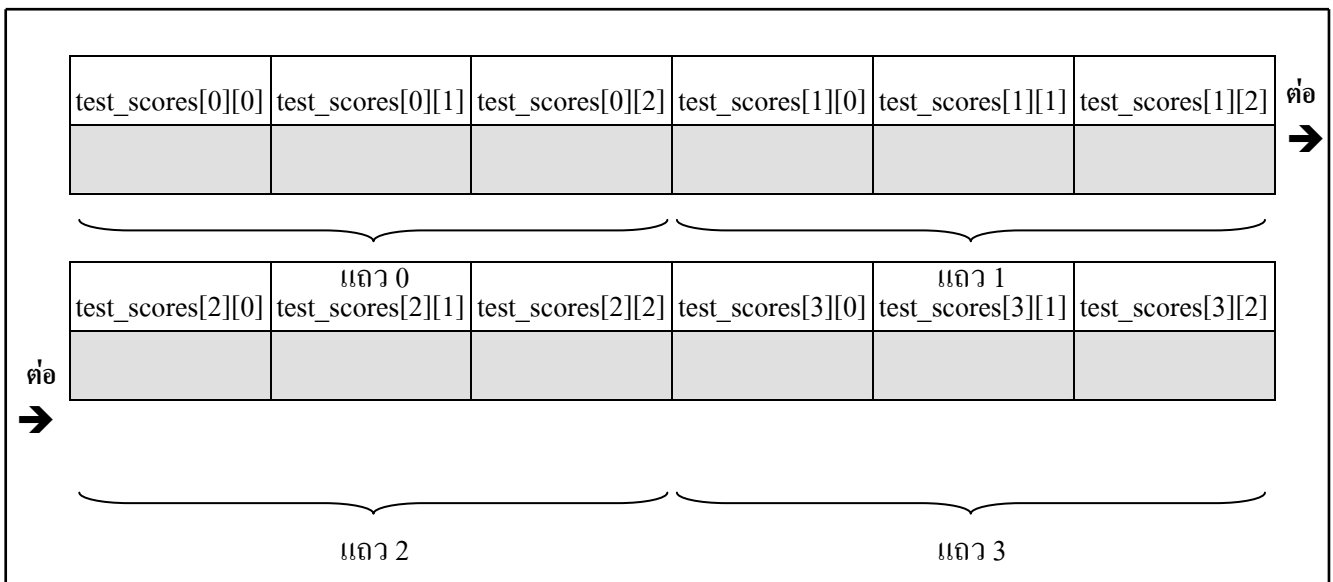 test_scores[0][0] test_scores[0][1] test_scores[0][2] test_scores[1][0] test_scores[1][1] test_scores[1][2] ต่อ
แถว 0 แถว 1
test_scores[2][0] test_scores[2][1] test_scores[2][2] test_scores[3][0] test_scores[3][1] test_scores[3][2]
ต่อ
แถว 2 แถว 3